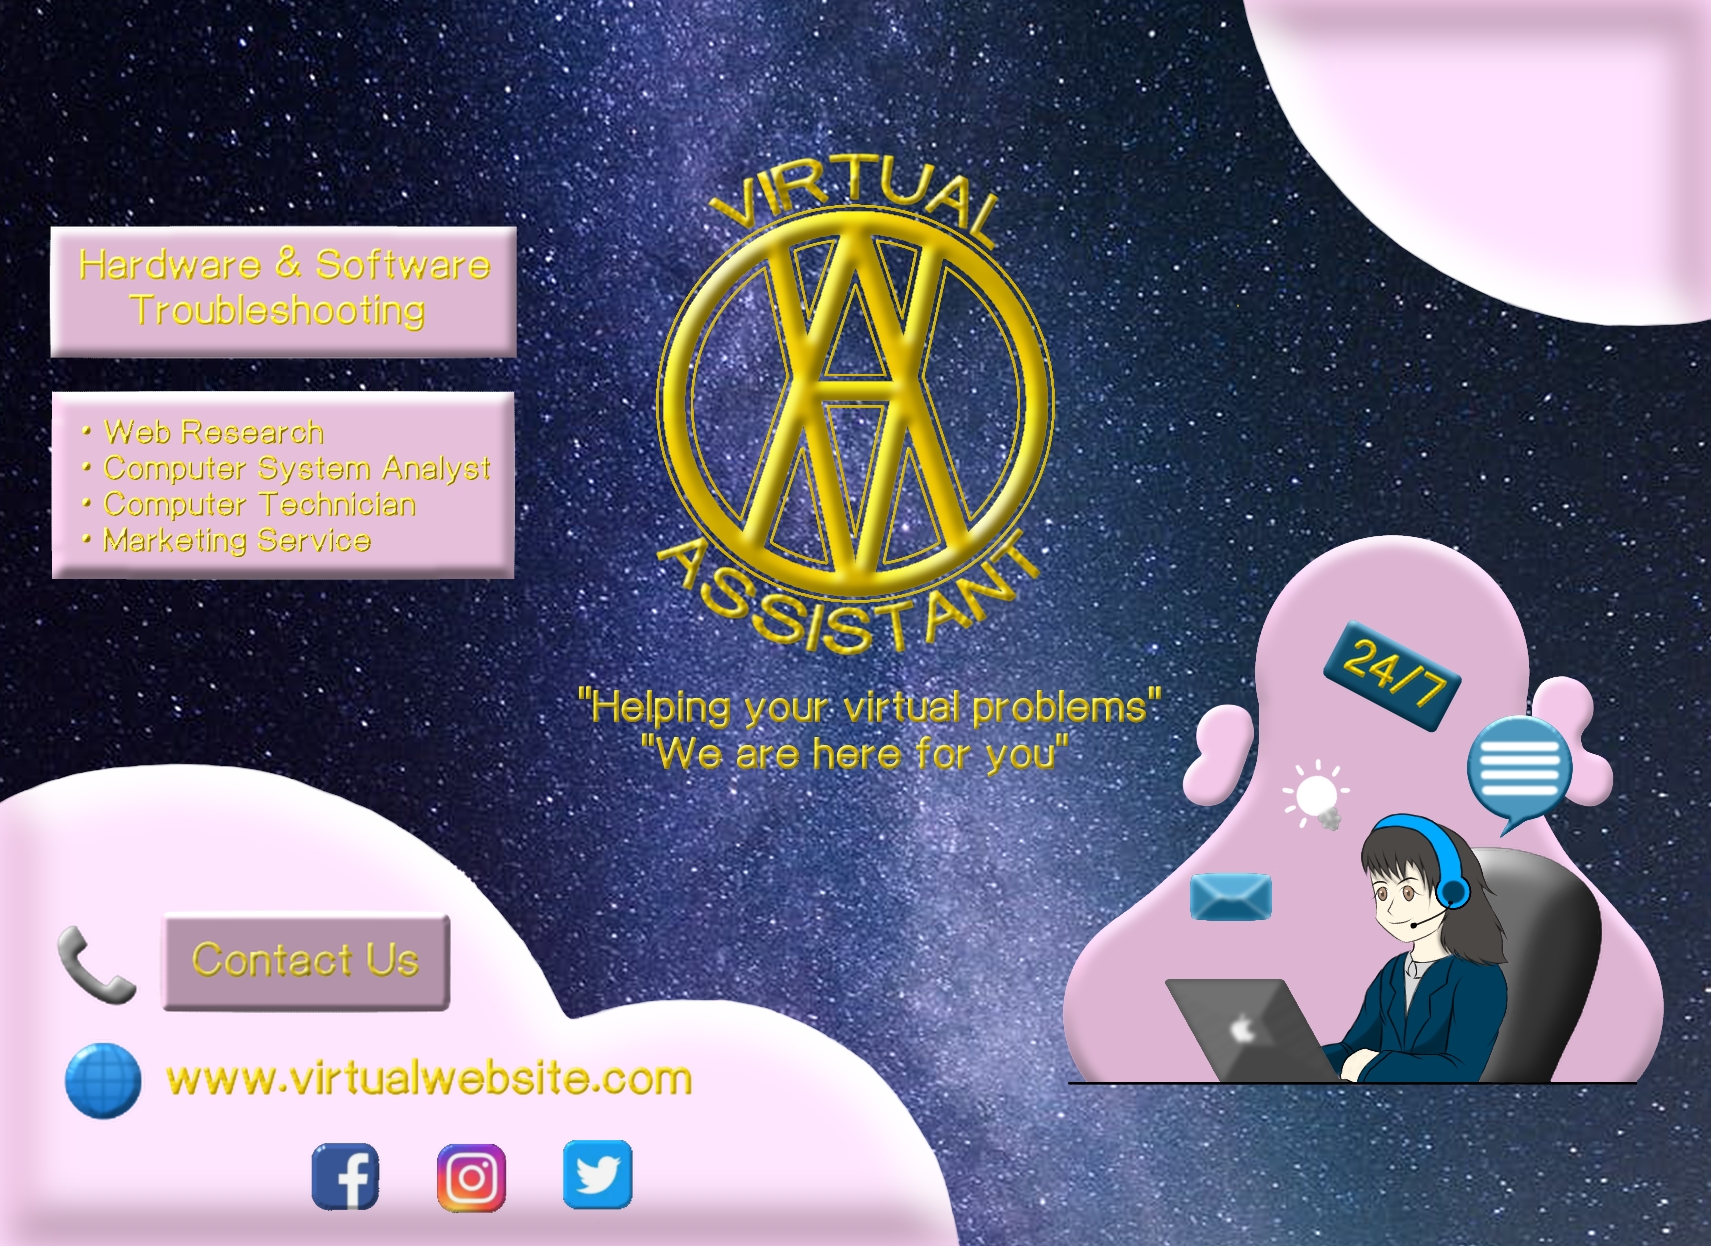 VIRTUAL
ASSISTANT
"Helping your virtual problems"
"We are here for you"
Hardware & Software
Troubleshooting
• Web Research
• Computer System Analyst
• Computer Technician
• Marketing Service
24/7
Contact Us
www.virtualwebsite.com